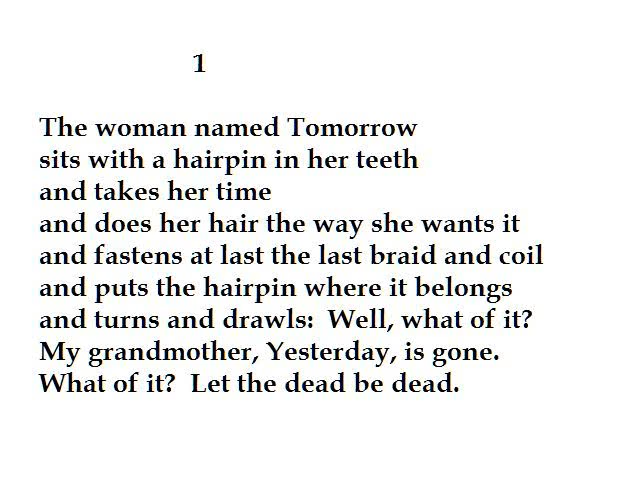 1
The woman named Tomorrow
sits with a hairpin in her teeth
and takes her time
and does her hair the way she wants it
and fastens at last the last braid and coil
and puts the hairpin where it belongs
and turns and drawls:  Well, what of it?
My grandmother, Yesterday, is gone.
What of it?  Let the dead be dead.